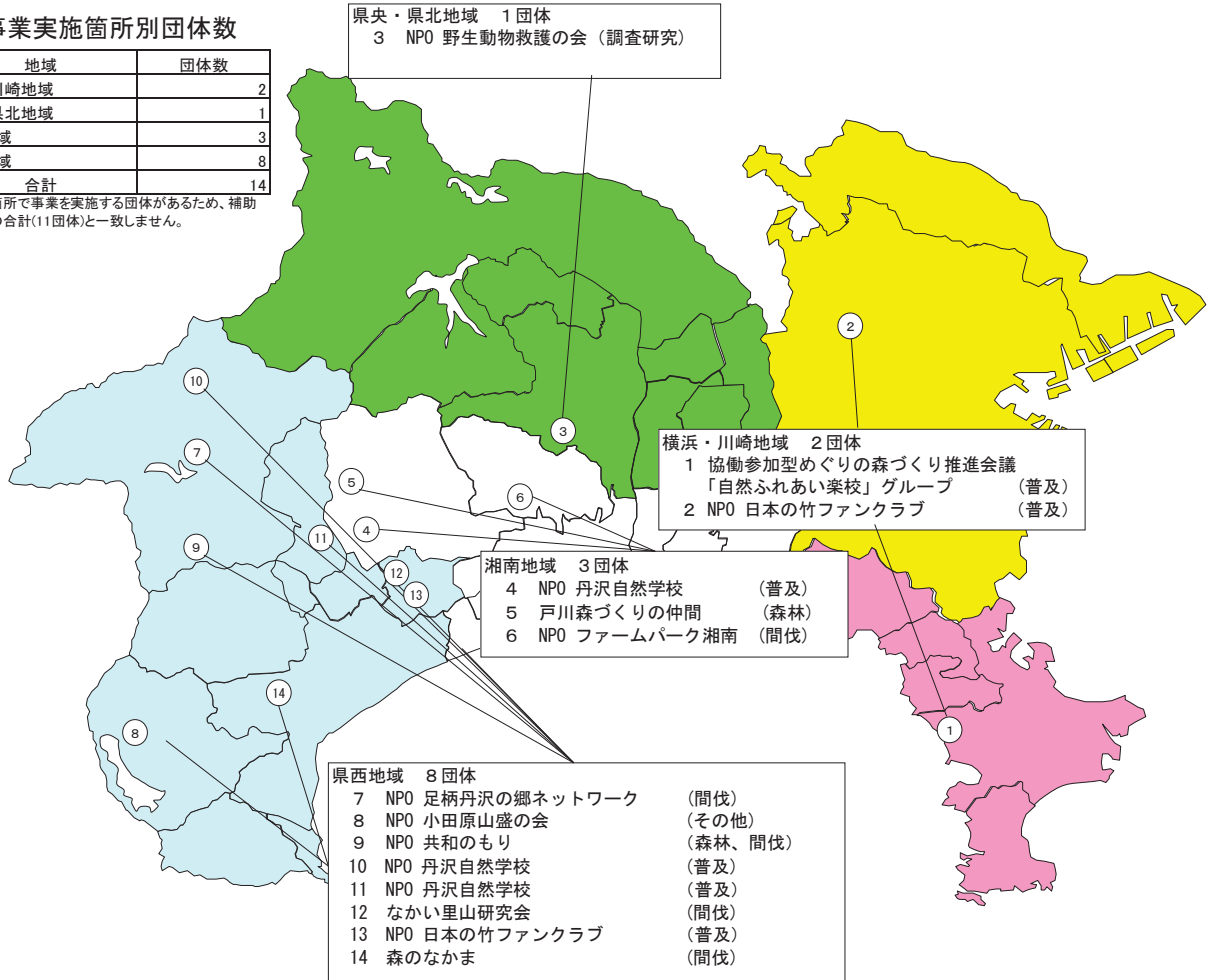 事業実施箇所別団体数
地域 団体数
川崎地域 2
県北地域 1
域 3
域 8
合計 14
箇所で事業を実施する団体があるため、補助
の合計(11団体)と一致しません。
県央・県北地域 1団体
3 NPO 野生動物救護の会（調査研究）
横浜・川崎地域 2団体
1 協働参加型めぐりの森づくり推進会議
「自然ふれあい楽校」グループ （普及）
2 NPO 日本の竹ファンクラブ （普及）
湘南地域 3団体
4 NPO 丹沢自然学校 （普及）
5 戸川森づくりの仲間 （森林）
6 NPO ファームパーク湘南 （間伐）
県西地域 8団体
7 NPO 足柄丹沢の郷ネットワーク （間伐）
8 NPO 小田原山盛の会 （その他）
9 NPO 共和のもり （森林、間伐）
10 NPO 丹沢自然学校 （普及）
11 NPO 丹沢自然学校 （普及）
12 なかい里山研究会 （間伐）
13 NPO 日本の竹ファンクラブ （普及）
14 森のなかま （間伐）
2
10
3
7
5
6
4
11
9
12
13
14
8
1